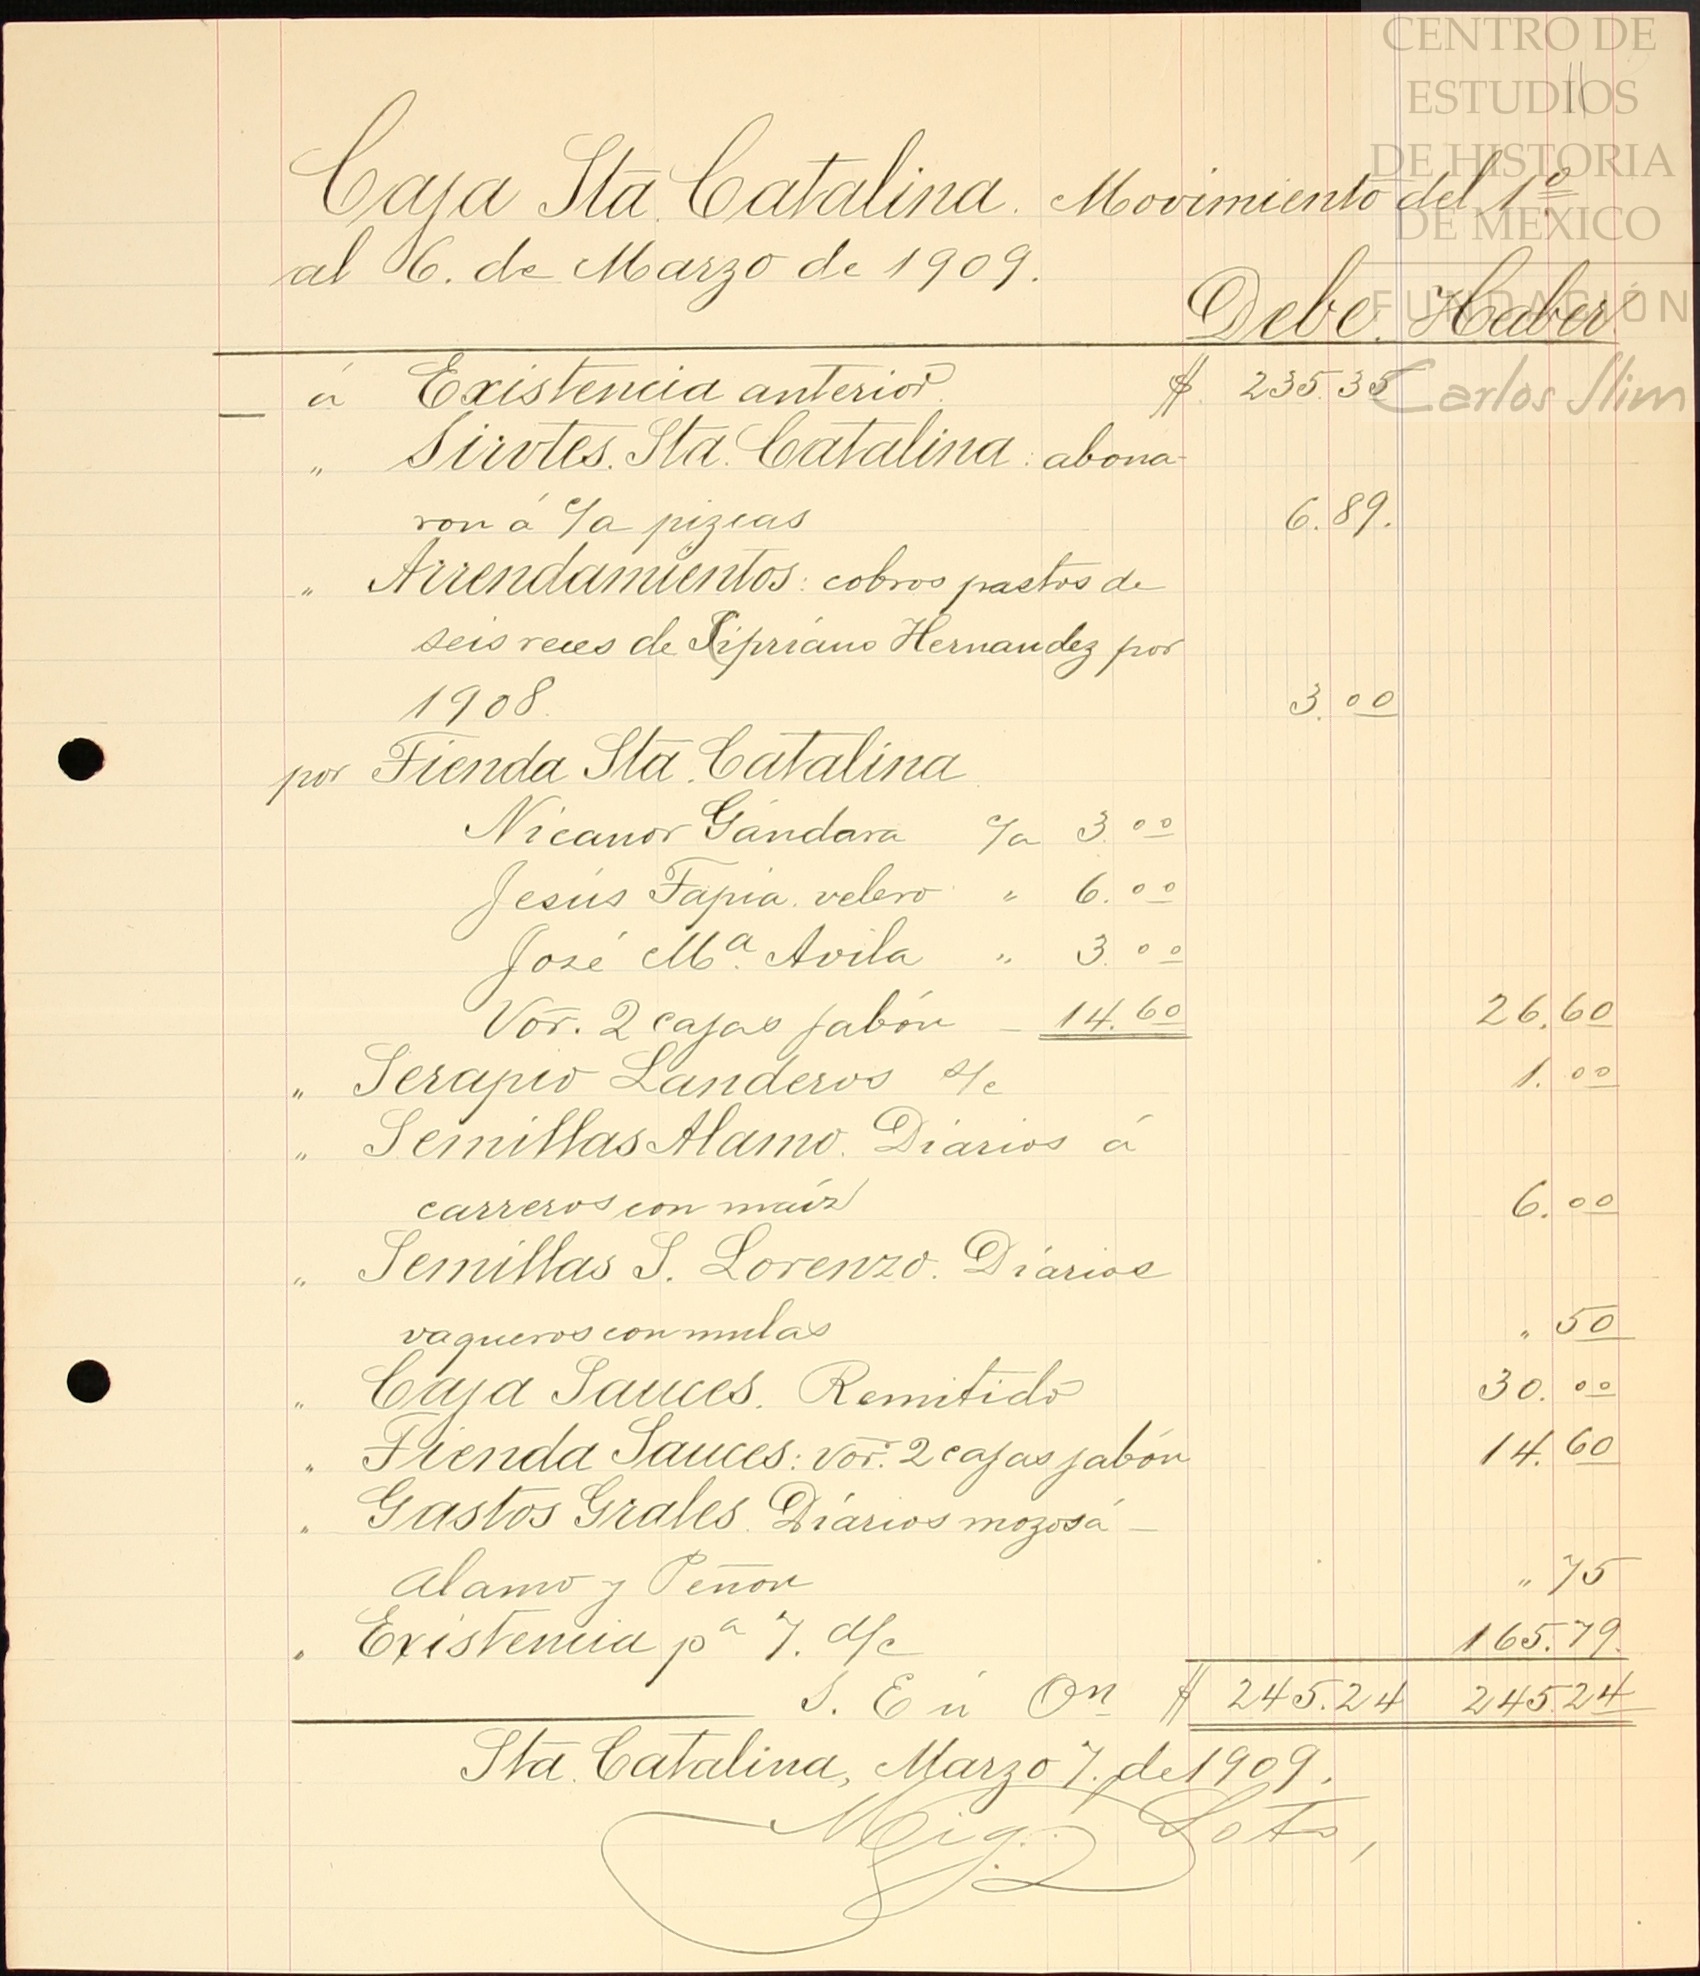 CENTRO DE
ESTUDIOS
DE HISTORIA
DE MÉXICO
FUNDACIÓN
Carlos Slim
11
Caja Sta. Catalina. Movimiento del 1º
al 6. de Marzo de 1909.
Debe. Haber
á Existencia anterior. $ 235.35
" Sirvtes. Sta. Catalina: abona-
ron á c/a pizcas 6.89.
" Arrendamientos: cobros pastos de
seis reces de Cipriano Hernandez por
1908. 3.00
por Tienda Sta. Catalina
Nicanor Gándara c/a 3.00
Jesús Tapia. velero " 6.00
José Mª. Avila " 3.00
Vor. 2 cajas jabón — 14.60 26.60
" Serapio Landeros s/c 1.00
" Semillas Alamo. Diarios á
carreros con maíz 6.00
" Semillas S. Lorenzo. Diarios
vaqueros con mulas " 50
" Caja Sauces. Remitido 30.00
" Tienda Sauces: vor. 2 cajas jabón 14.60
" Gastos Grales. Diarios mozos á —
Alamo y Peñon " 75
" Existencia pª 7. d/c 165.79.
S. E ú On $ 245.24 245.24
Sta. Catalina, Marzo 7. de 1909.
Mig. Soto,